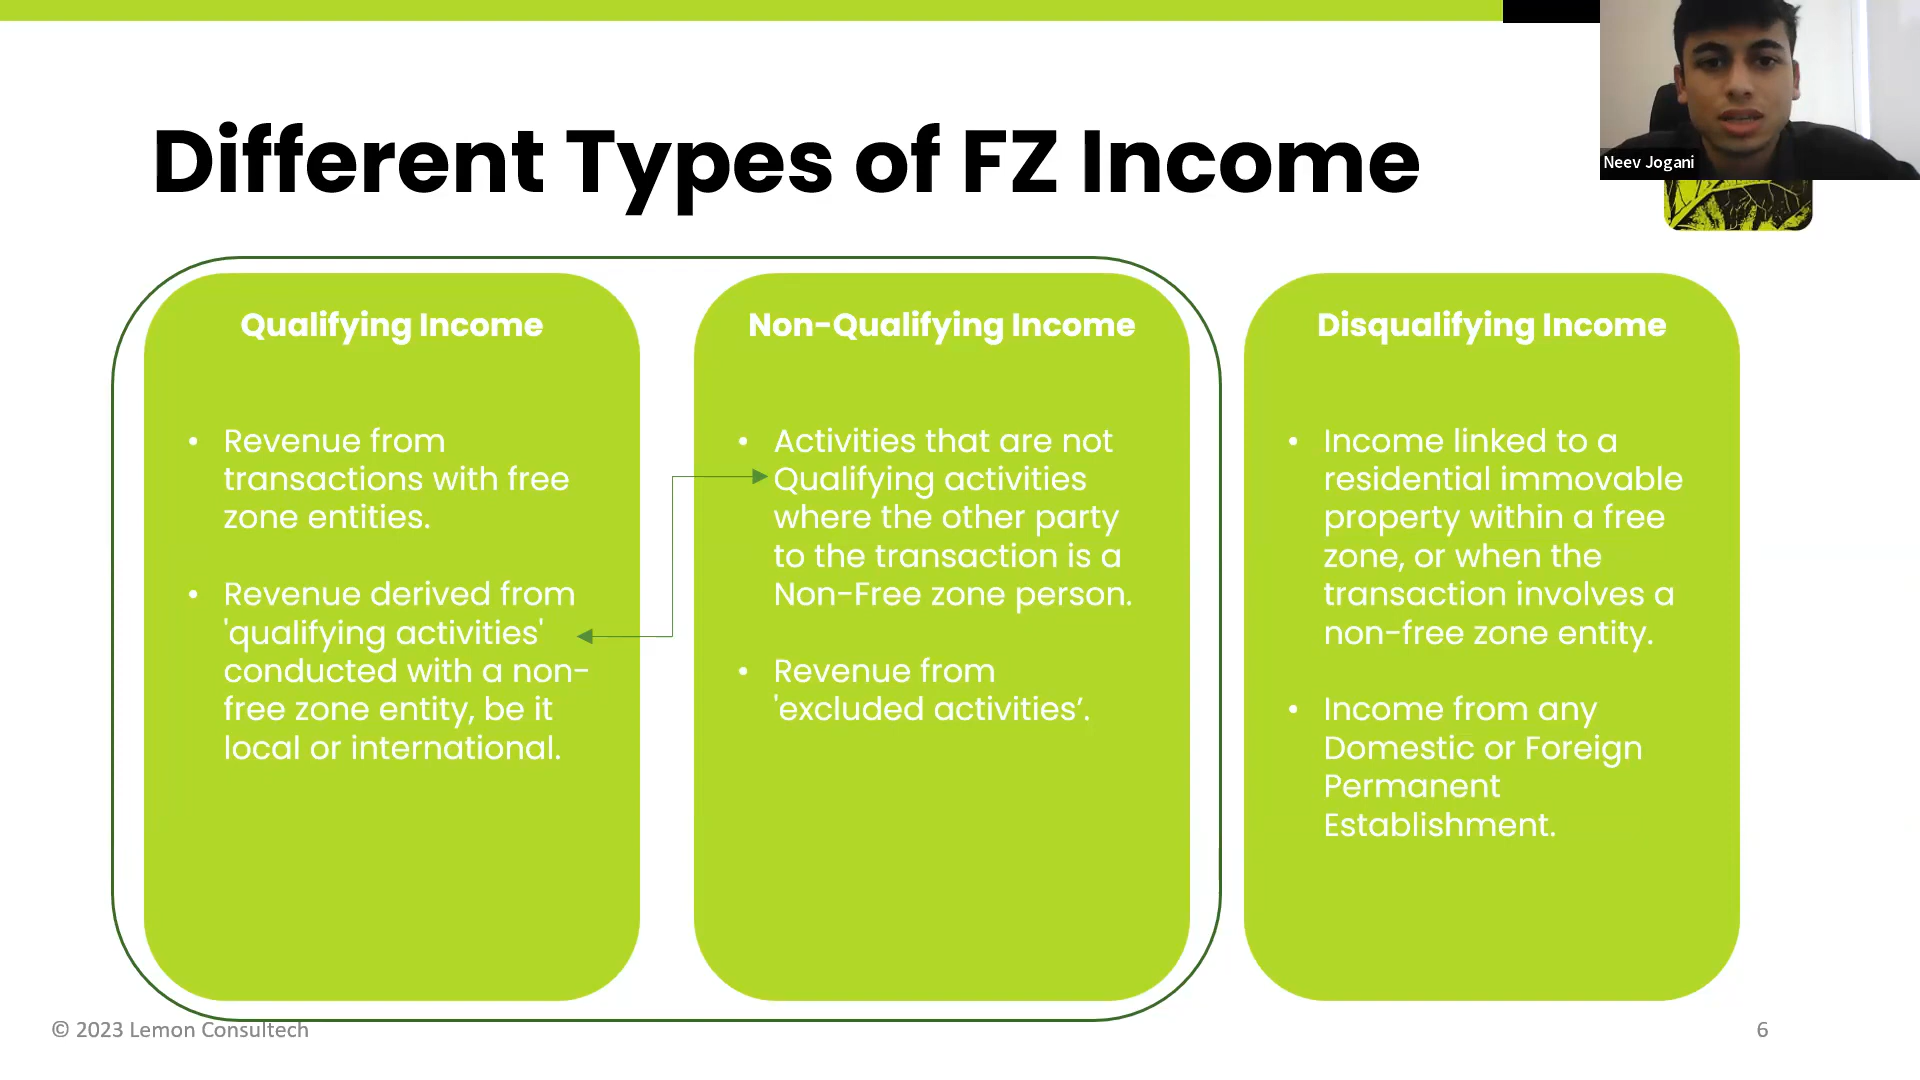 Different Types of FZ Income
Neev Jogani
Qualifying Income
• Revenue from
transactions with free
zone entities.
• Revenue derived from
'qualifying activities'
conducted with a non-
free zone entity, be it
local or international.
Non-Qualifying Income
• Activities that are not
Qualifying activities
where the other party
to the transaction is a
Non-Free zone person.
• Revenue from
'excluded activities’.
Disqualifying Income
• Income linked to a
residential immovable
property within a free
zone, or when the
transaction involves a
non-free zone entity.
• Income from any
Domestic or Foreign
Permanent
Establishment.
© 2023 Lemon Consultech
6